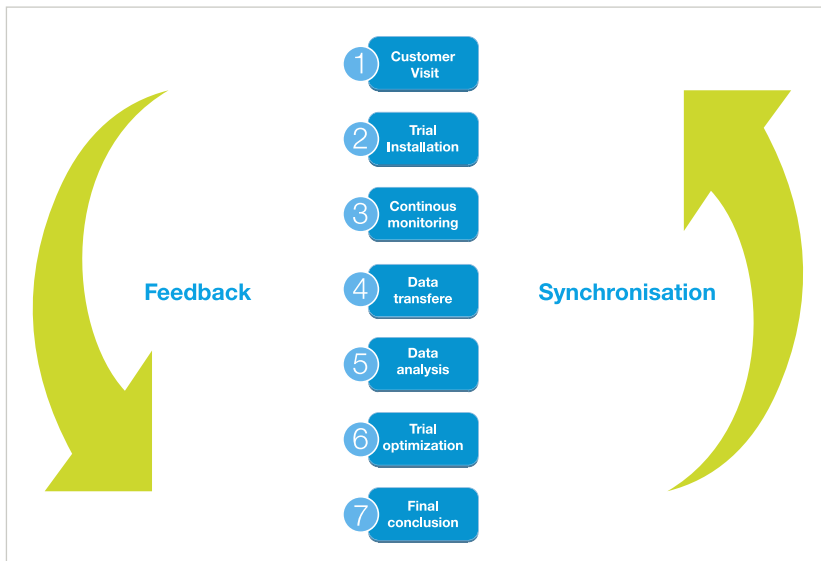 1
Customer
Visit
2
Trial
Installation
3
Continous
monitoring
Feedback
4
Data
transfere
Synchronisation
5
Data
analysis
6
Trial
optimization
7
Final
conclusion